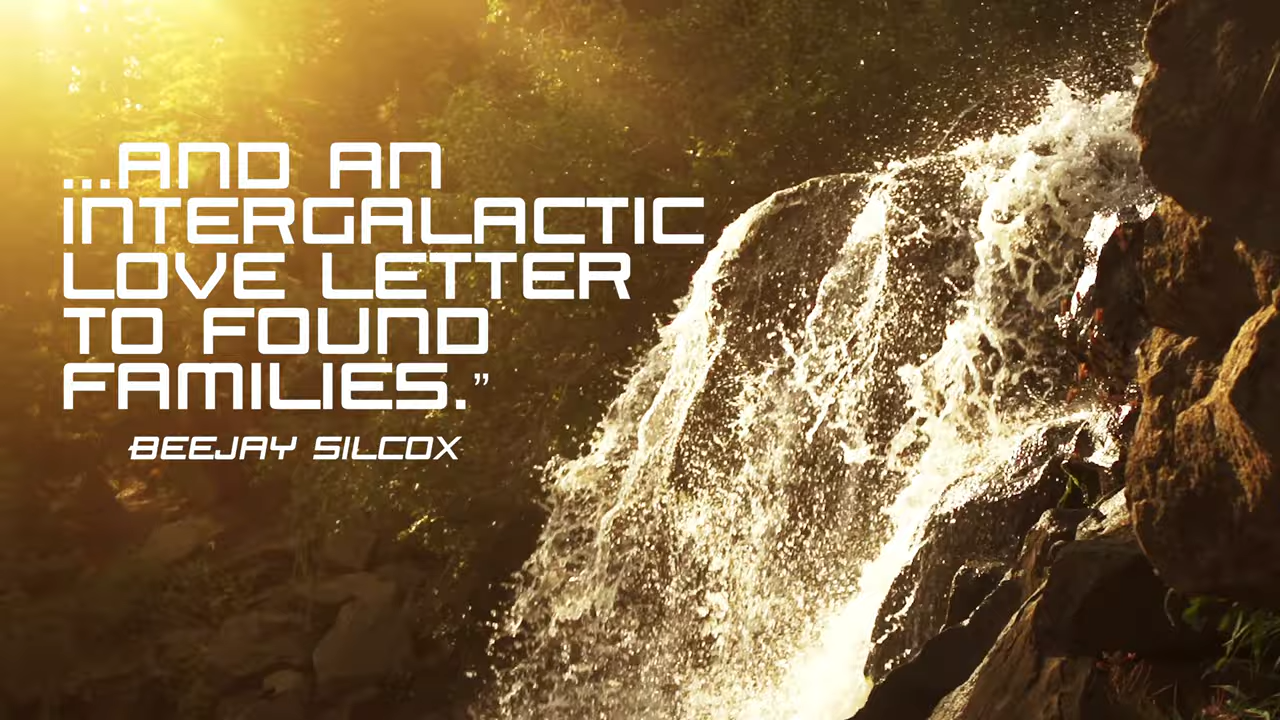 ...AND AN
INTERGALACTIC
LOVE LETTER
TO FOUND
FAMILIES.”
BEEJAY SILCOX